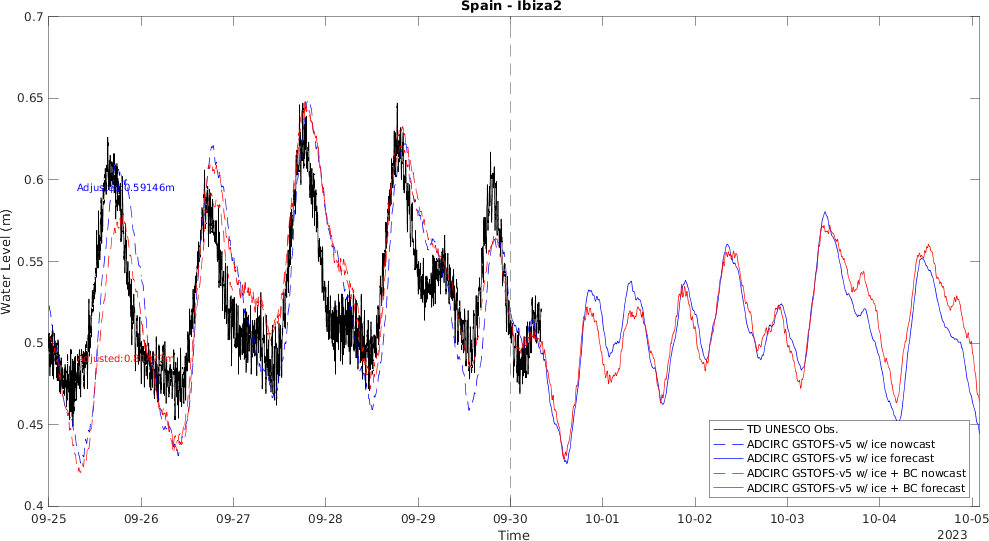 Spain - Ibiza2
0.7
0.65
0.6
0.55
0.5
0.45
0.4
Water Level (m)
09-25
09-26
09-27
09-28
09-29
09-30
10-01
10-02
10-03
10-04
10-05
Time
2023
0.59146m
TD UNESCO Obs.
ADCIRC GSTOFS-v5 w/ ice nowcast
ADCIRC GSTOFS-v5 w/ ice forecast
ADCIRC GSTOFS-v5 w/ ice + BC nowcast
ADCIRC GSTOFS-v5 w/ ice + BC forecast